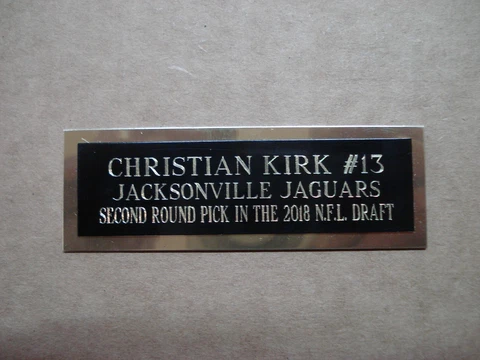 CHRISTIAN KIRK #13
JACKSONVILLE JAGUARS
SECOND ROUND PICK IN THE 2018 N.F.L. DRAFT